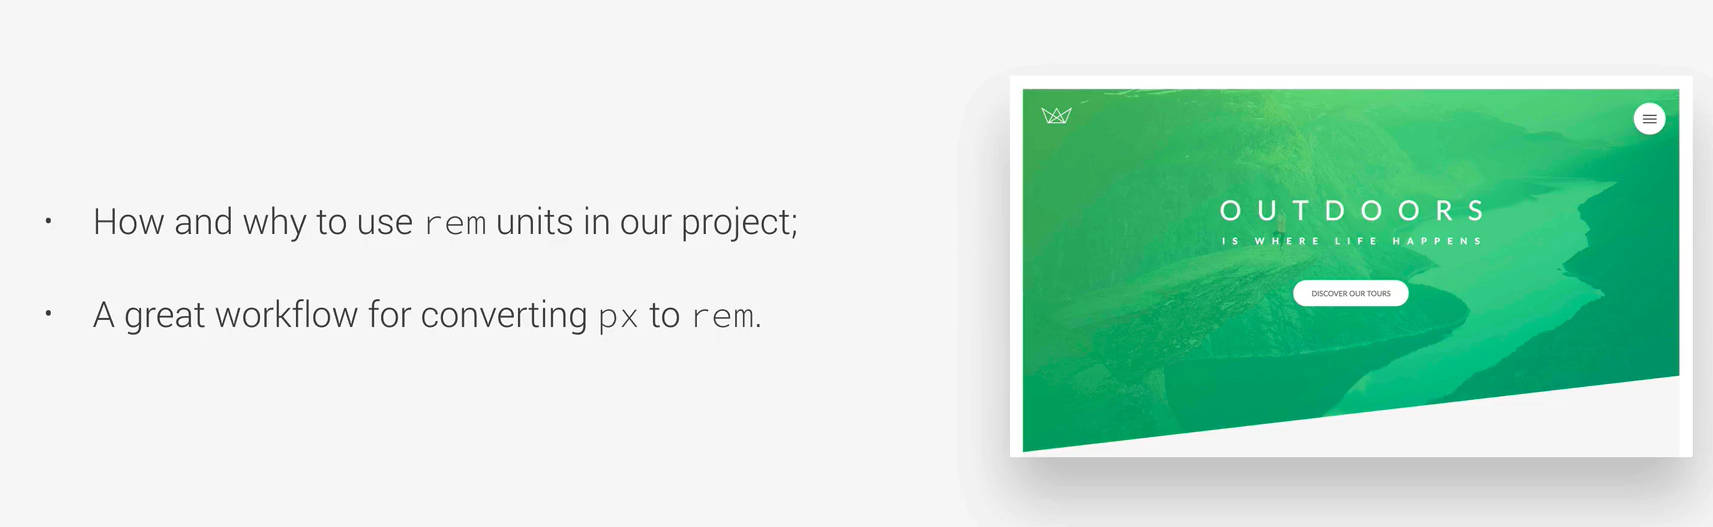 How and why to use rem units in our project;
A great workflow for converting px to rem.
OUTDOORS
IS WHERE LIFE HAPPENS
DISCOVER OUR TOURS